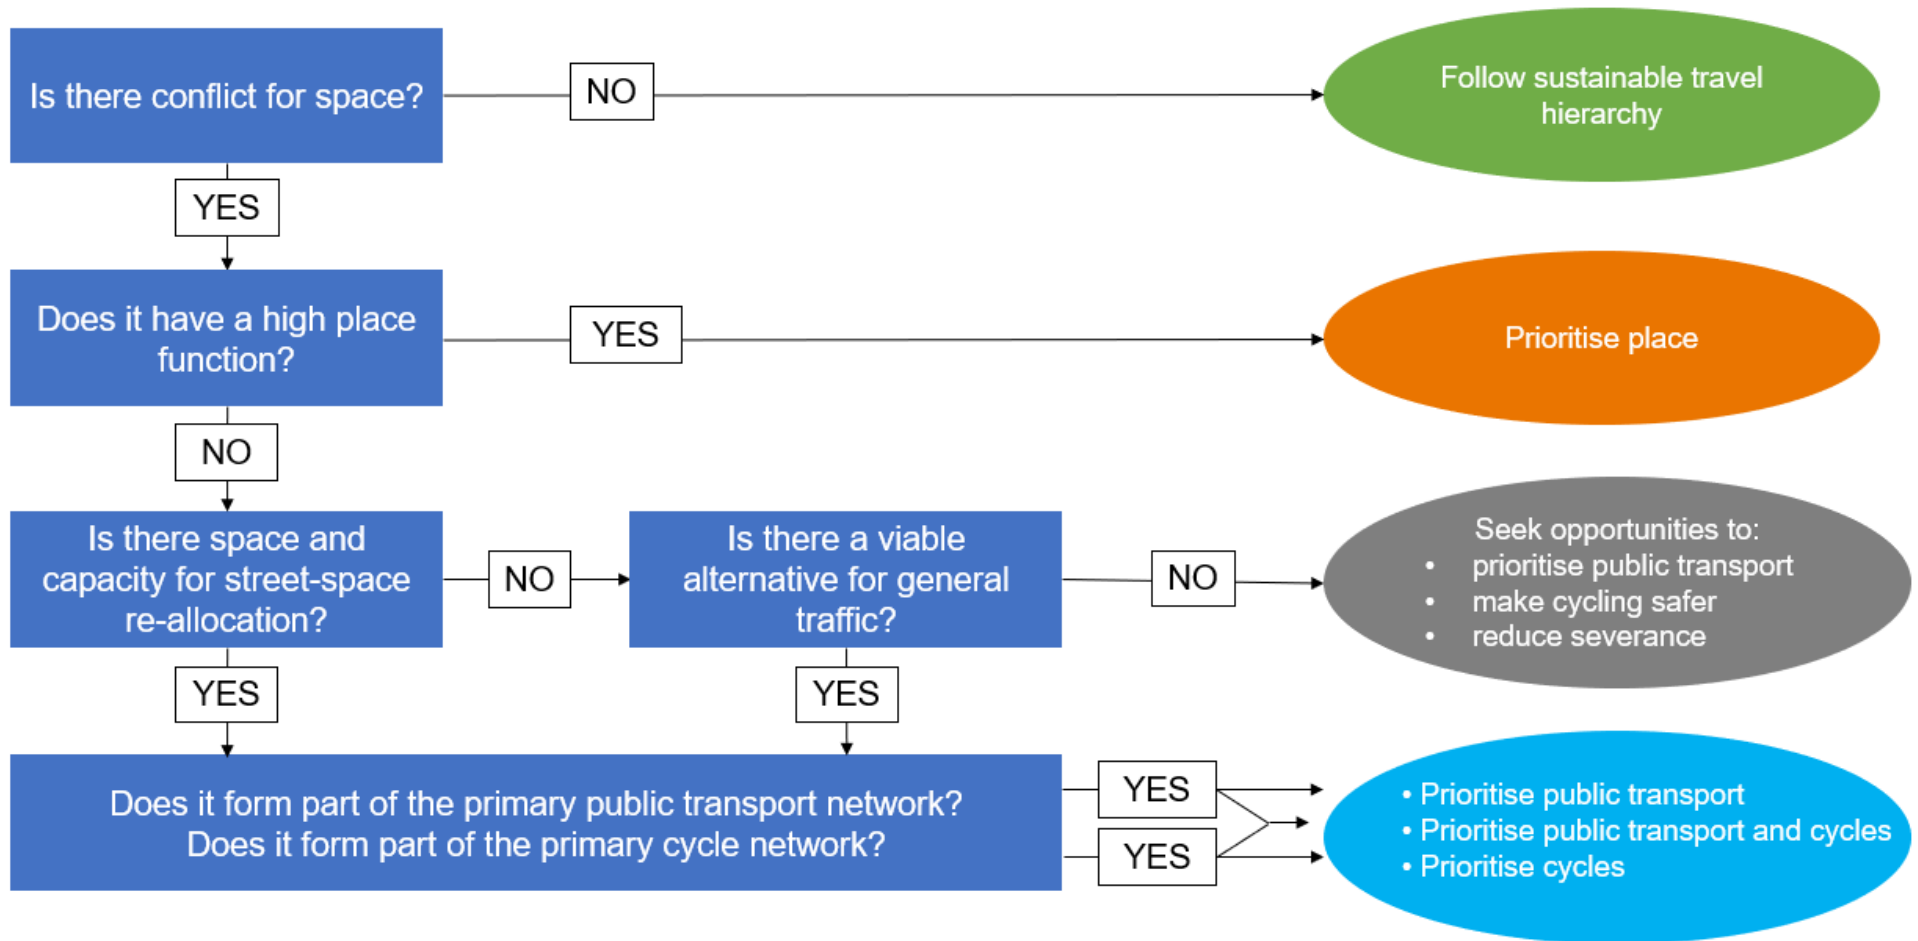 Is there conflict for space?
NO
Follow sustainable travel
hierarchy
YES
Does it have a high place
function?
YES
Prioritise place
NO
Is there space and
capacity for street-space
re-allocation?
NO
Is there a viable
alternative for general
traffic?
NO
Seek opportunities to:
• prioritise public transport
• make cycling safer
• reduce severance
YES
YES
Does it form part of the primary public transport network?
Does it form part of the primary cycle network?
YES
YES
• Prioritise public transport
• Prioritise public transport and cycles
• Prioritise cycles